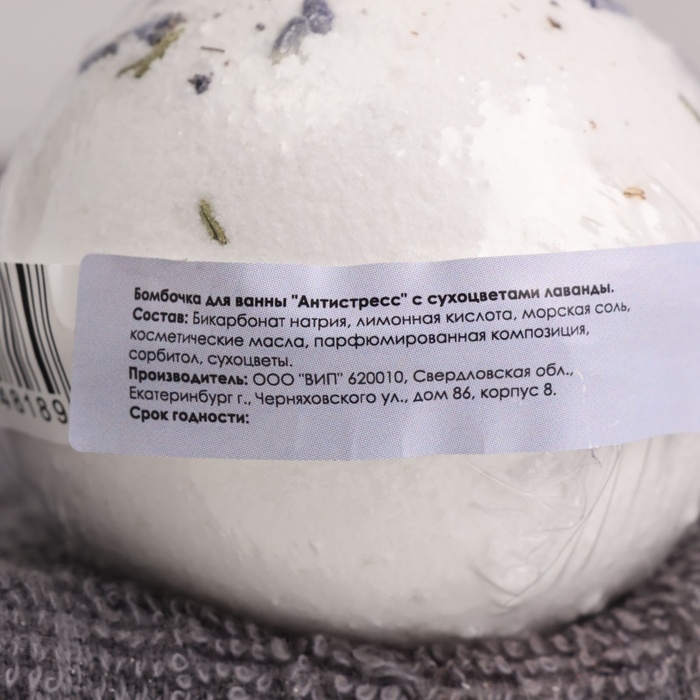 Бомбочка для ванны "Антистресс" с сухоцветами лаванды.
Состав: Бикарбонат натрия, лимонная кислота, морская соль,
косметические масла, парфюмированная композиция,
сорбитол, сухоцветы.
Производитель: ООО "ВИП" 620010, Свердловская обл.,
Екатеринбург г., Черняховского ул., дом 86, корпус 8.
Срок годности:
48189